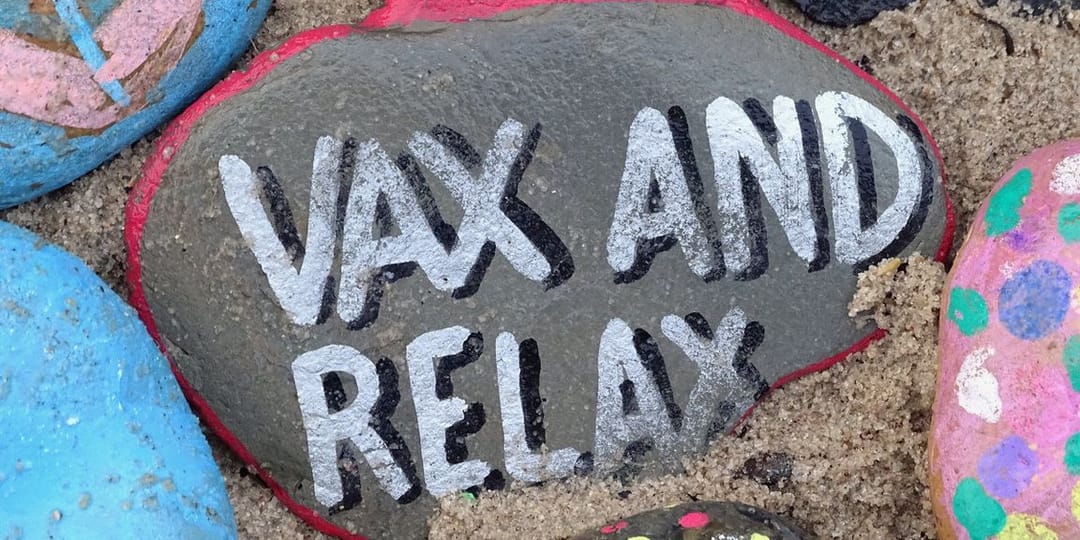 VAX AND
RELAX